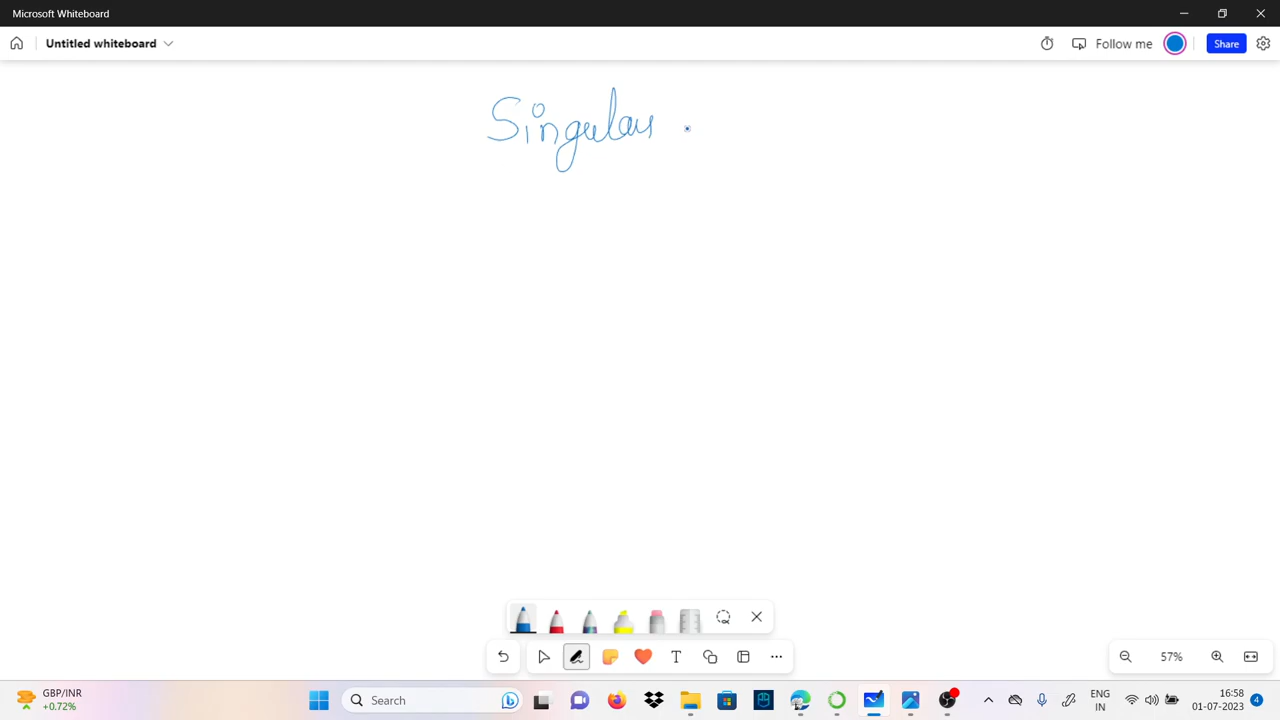 Microsoft Whiteboard
Untitled whiteboard
Follow me
Share
Singular
57%
GBP/INR
+0.72%
Search
ENG
IN
16:58
01-07-2023
4